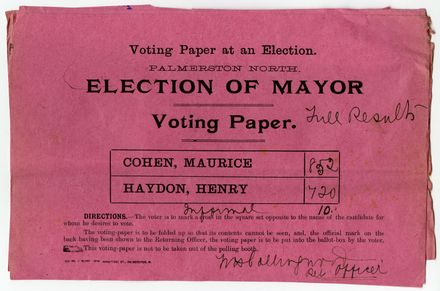 Voting Paper at an Election.
PALMERSTON NORTH.
ELECTION OF MAYOR
Voting Paper. Full Results
COHEN, MAURICE 852
HAYDON, HENRY 720
Informal 10.
DIRECTIONS.—The voter is to mark a cross in the square set opposite to the name of the candidate for
whom he desires to vote.
The voting-paper is to be folded up so that its contents cannot be seen, and, the official mark on the
back having been shown to the Returning Officer, the voting paper is to be put into the ballot-box by the voter.
This voting-paper is not to be taken out of the polling booth.
Ret Officer